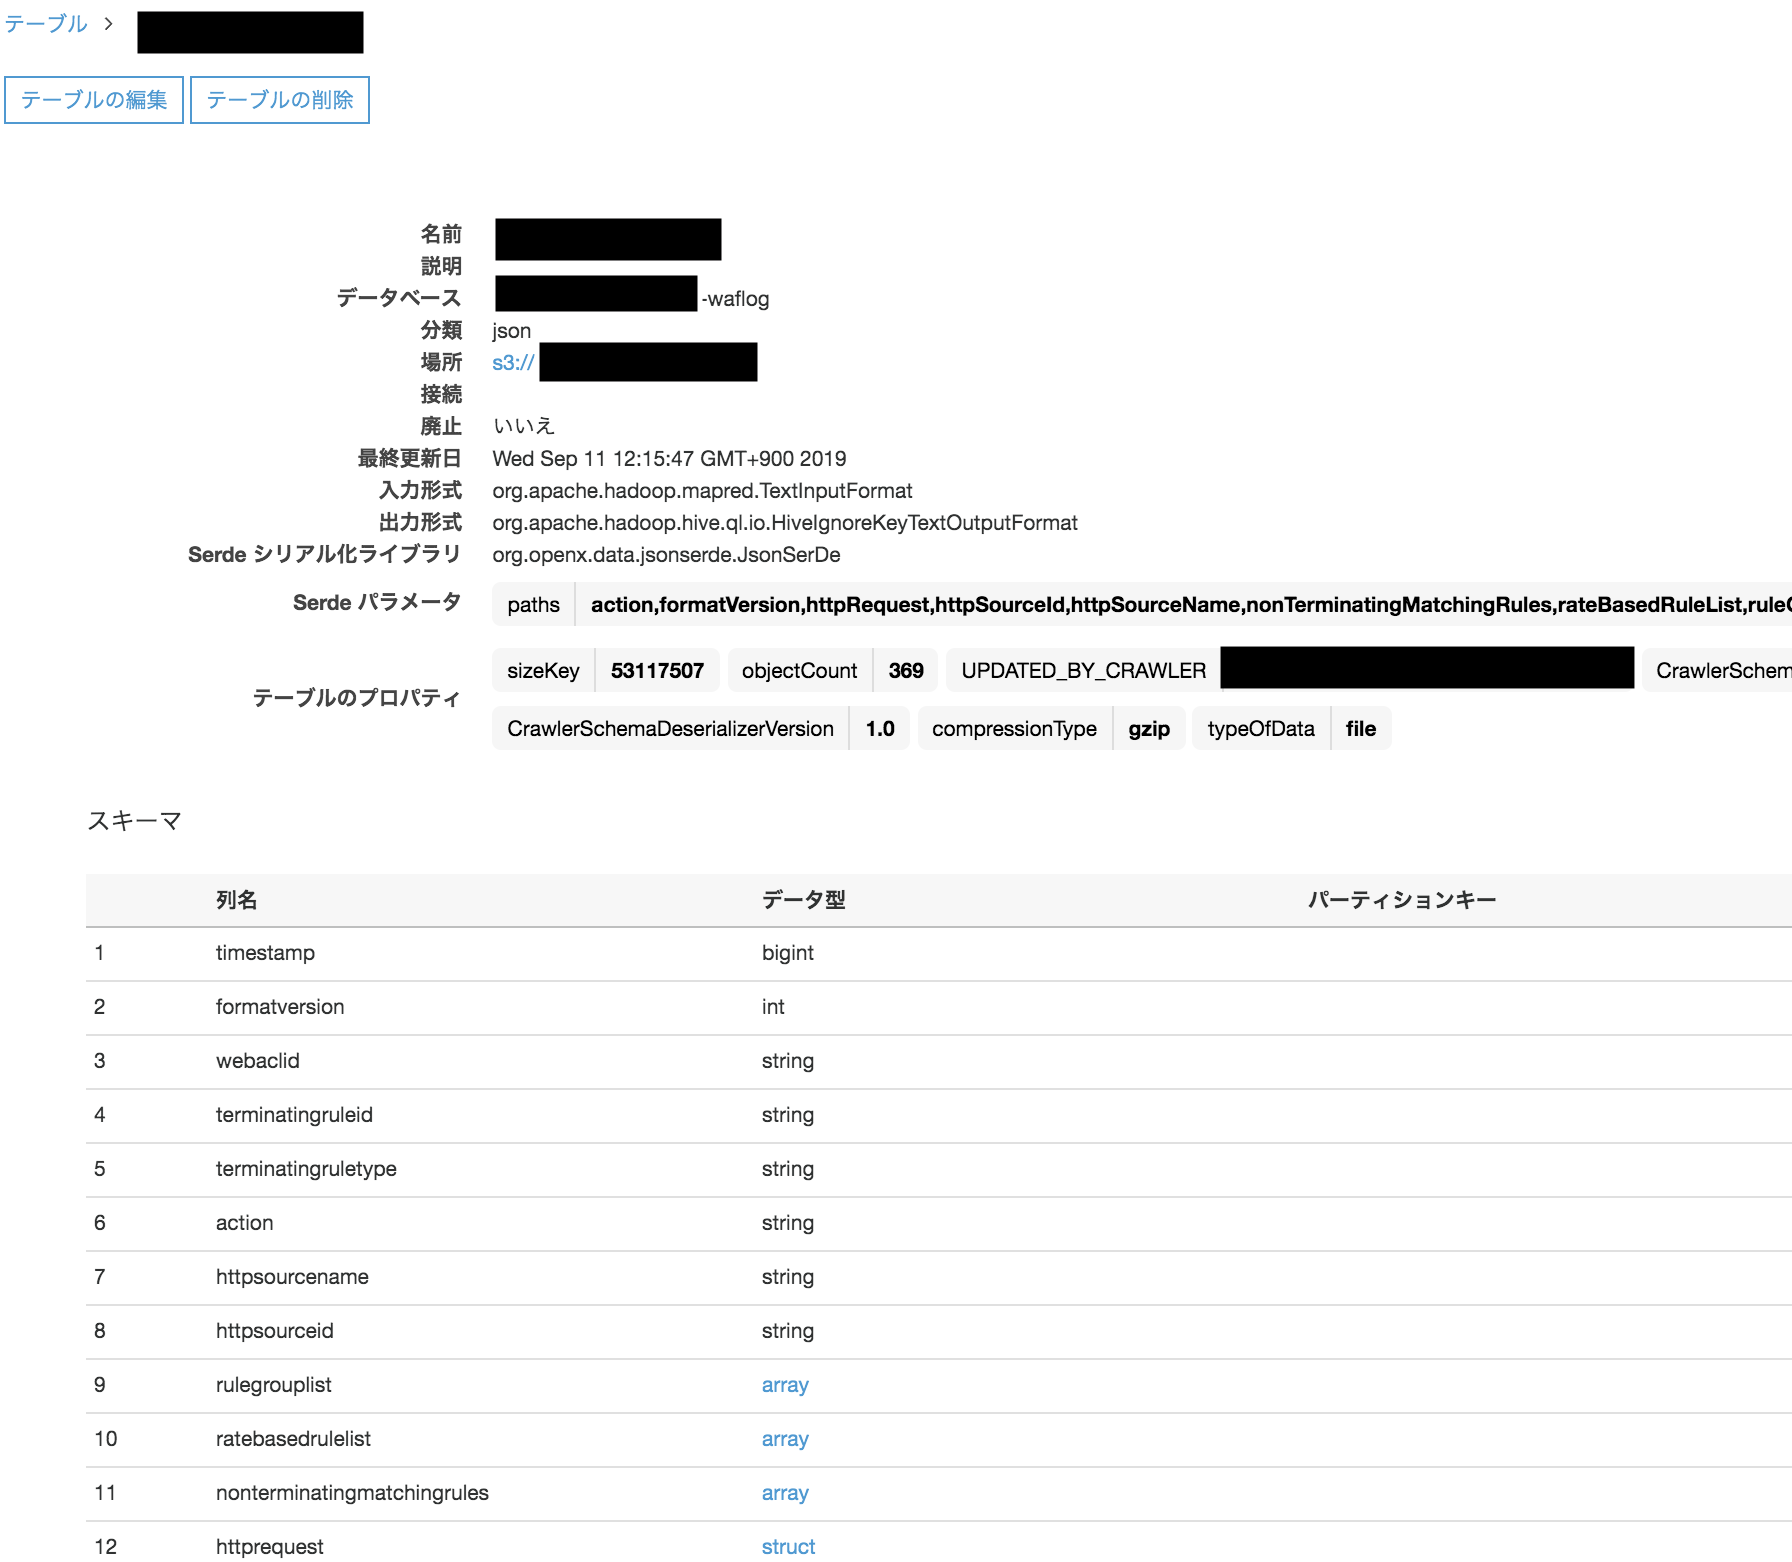 テーブル >
テーブルの編集 テーブルの削除
名前
説明
データベース -waflog
分類 json
場所 s3://
接続
廃止 いいえ
最終更新日 Wed Sep 11 12:15:47 GMT+900 2019
入力形式 org.apache.hadoop.mapred.TextInputFormat
出力形式 org.apache.hadoop.hive.ql.io.HiveIgnoreKeyTextOutputFormat
Serde シリアル化ライブラリ org.openx.data.jsonserde.JsonSerDe
Serde パラメータ paths action,formatVersion,httpRequest,httpSourceId,httpSourceName,nonTerminatingMatchingRules,rateBasedRuleList,
sizeKey 53117507 objectCount 369 UPDATED_BY_CRAWLER CrawlerSchem
テーブルのプロパティ
CrawlerSchemaDeserializerVersion 1.0 compressionType gzip typeOfData file
スキーマ
列名 データ型 パーティションキー
1 timestamp bigint
2 formatversion int
3 webaclid string
4 terminatingruleid string
5 terminatingruletype string
6 action string
7 httpsourcename string
8 httpsourceid string
9 rulegrouplist array
10 ratebasedrulelist array
11 nonterminatingmatchingrules array
12 httprequest struct